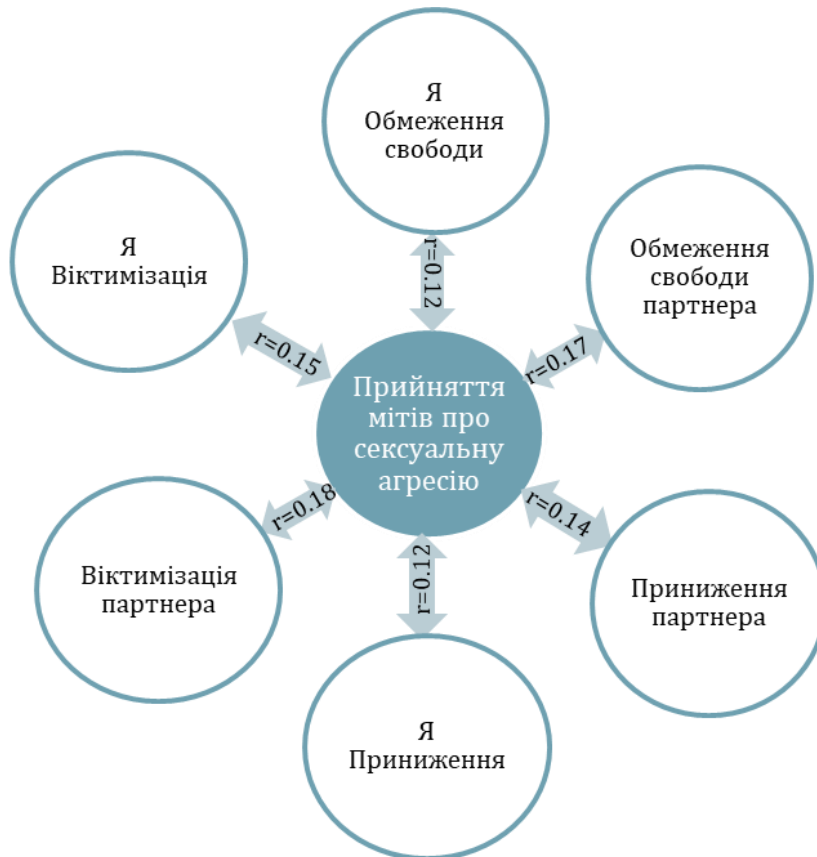 Я
Обмеження
свободи
Я
Віктимізація
Обмеження
свободи
партнера
r=0.12
r=0.15
r=0.17
Прийняття
мітів про
сексуальну
агресію
r=0.18
r=0.14
r=0.12
Віктимізація
партнера
Приниження
партнера
Я
Приниження